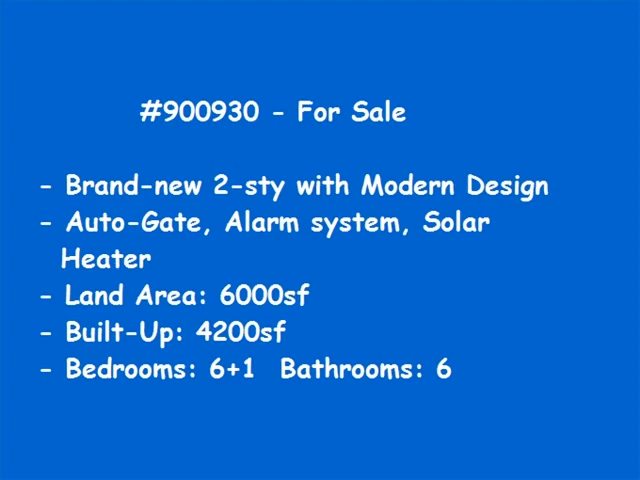 #900930 - For Sale
- Brand-new 2-sty with Modern Design
- Auto-Gate, Alarm system, Solar
Heater
- Land Area: 6000sf
- Built-Up: 4200sf
- Bedrooms: 6+1  Bathrooms: 6